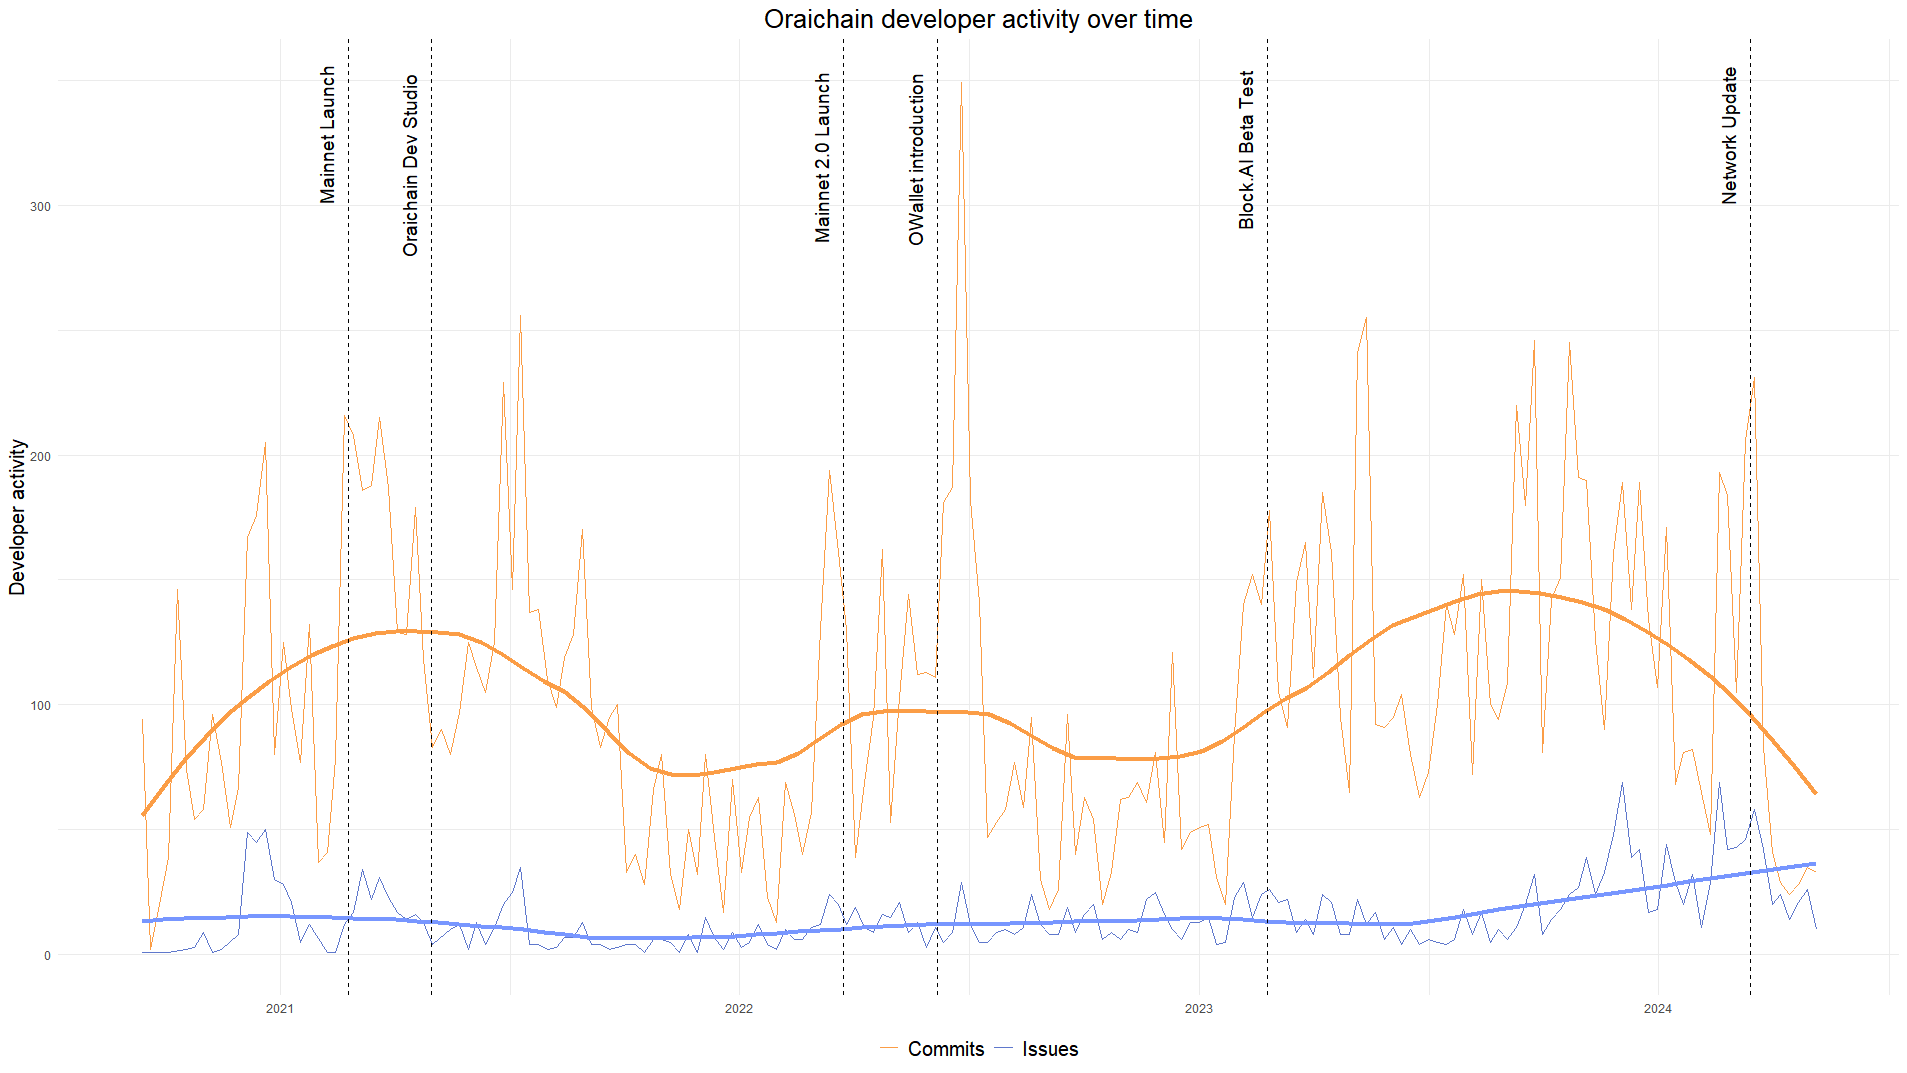 Oraichain developer activity over time
Mainnet Launch
Oraichain Dev Studio
Mainnet 2.0 Launch
OWallet introduction
Block.AI Beta Test
Network Update
Developer activity
300
200
100
0
2021
2022
2023
2024
Commits
Issues